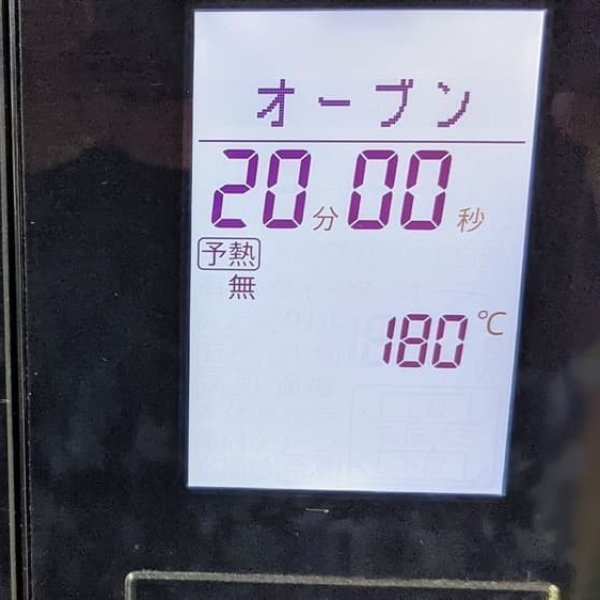 オーブン
20分00秒
予熱
無
180℃